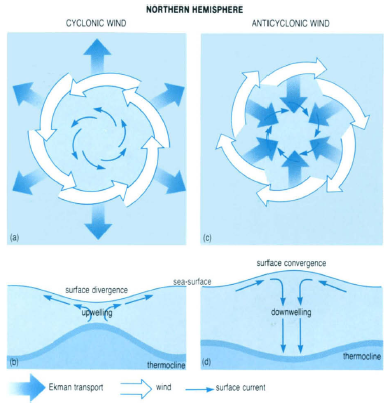 NORTHERN HEMISPHERE
CYCLONIC WIND
ANTICYCLONIC WIND
(a)
(c)
surface divergence
sea-surface
surface convergence
upwelling
downwelling
(b)
thermocline
(d)
thermocline
Ekman transport
wind
surface current